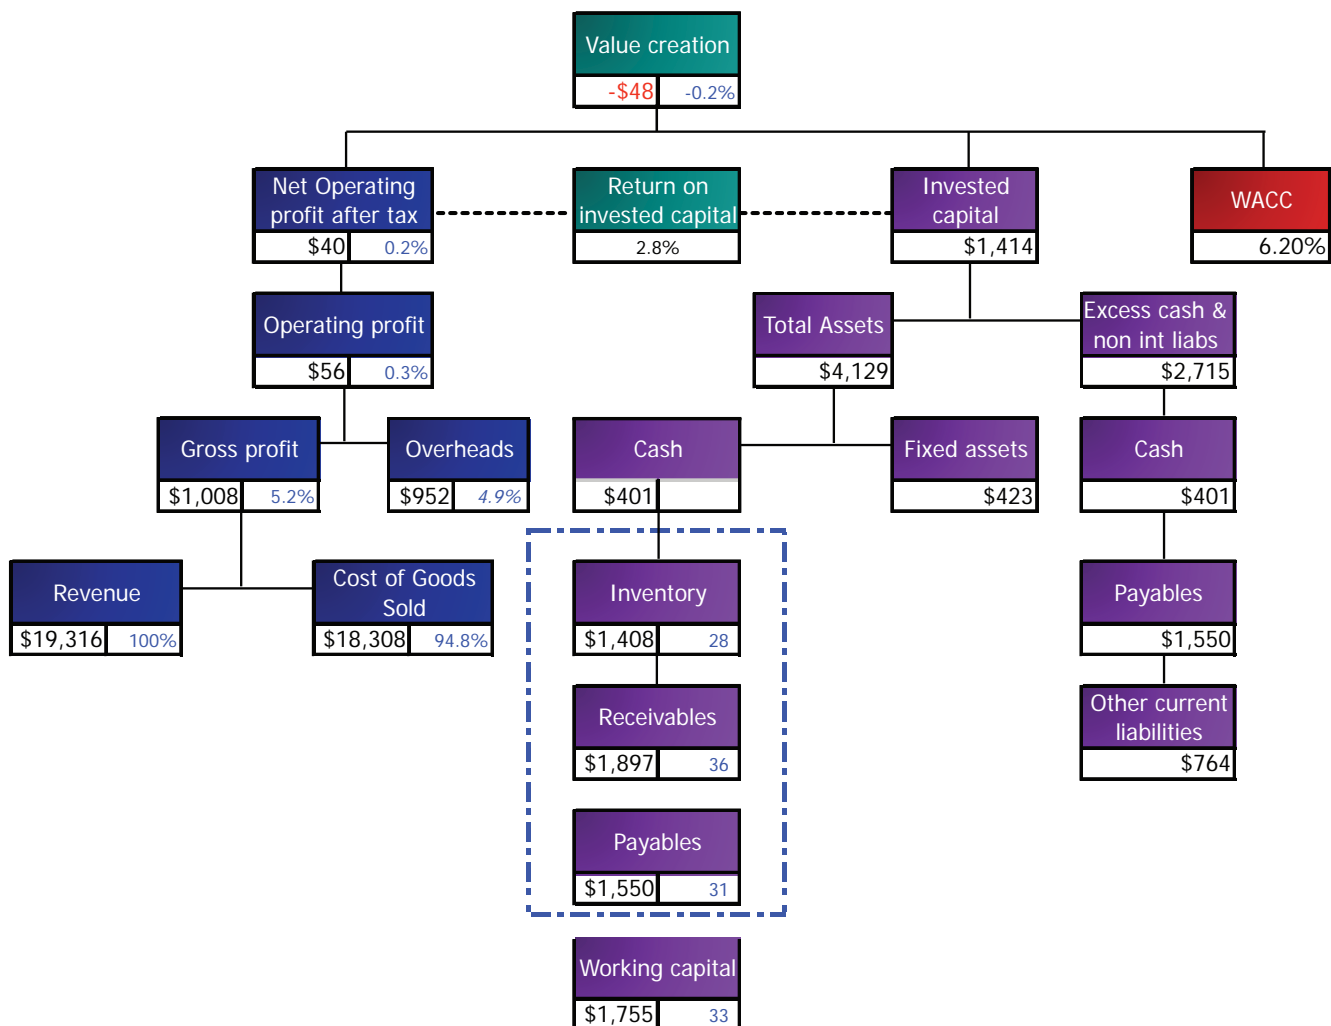 Value creation
-$48 -0.2%
Net Operating
profit after tax
$40 0.2%
Return on
invested capital
2.8%
Invested
capital
$1,414
WACC
6.20%
Operating profit
$56 0.3%
Total Assets
$4,129
Excess cash &
non int liabs
$2,715
Gross profit
$1,008 5.2%
Overheads
$952 4.9%
Cash
$401
Fixed assets
$423
Cash
$401
Revenue
$19,316 100%
Cost of Goods
Sold
$18,308 94.8%
Inventory
$1,408 28
Payables
$1,550
Receivables
$1,897 36
Other current
liabilities
$764
Payables
$1,550 31
Working capital
$1,755 33